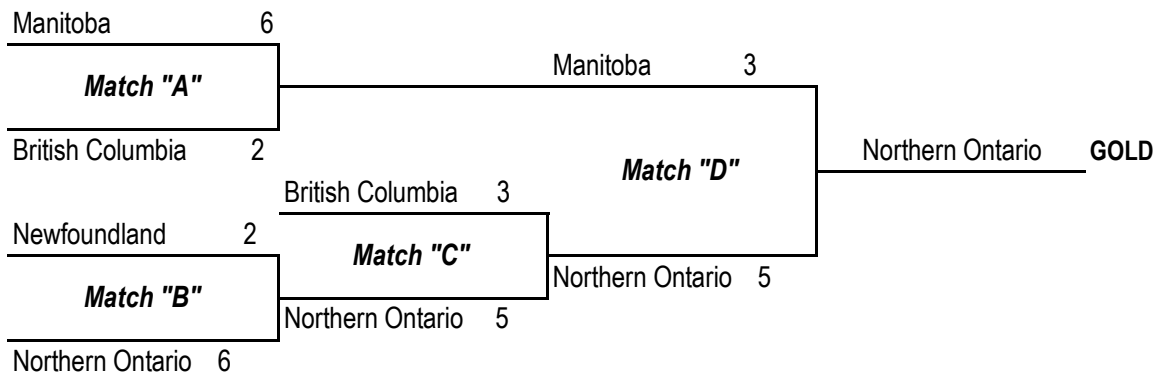 Manitoba 6
Match "A"
British Columbia 2
Newfoundland 2
Match "B"
Northern Ontario 6
British Columbia 3
Match "C"
Northern Ontario 5
Manitoba 3
Match "D"
Northern Ontario 5
Northern Ontario GOLD